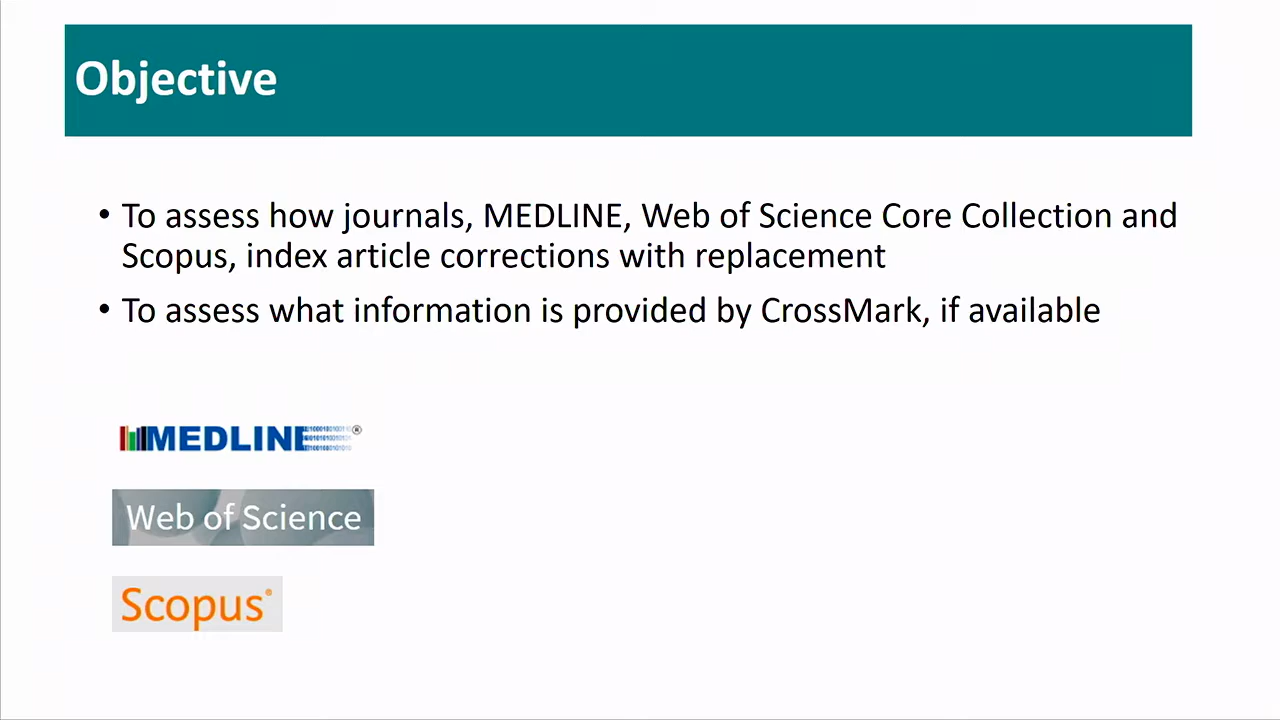 Objective
• To assess how journals, MEDLINE, Web of Science Core Collection and
Scopus, index article corrections with replacement
• To assess what information is provided by CrossMark, if available
MEDLINE®
Web of Science
Scopus